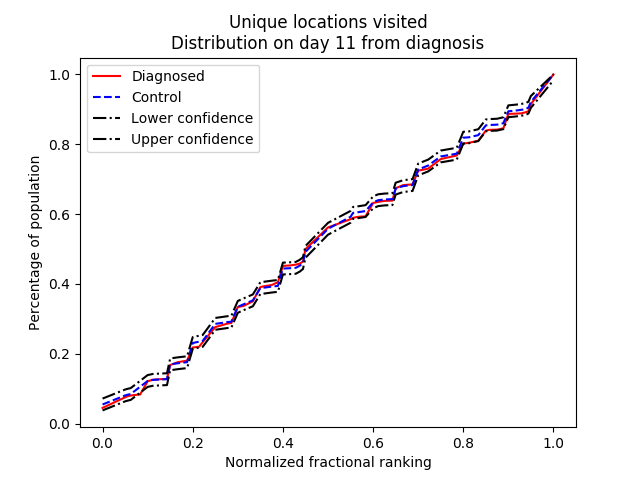 Unique locations visited
Distribution on day 11 from diagnosis
Diagnosed
Control
Lower confidence
Upper confidence
Percentage of population
1.0
0.8
0.6
0.4
0.2
0.0
0.0 0.2 0.4 0.6 0.8 1.0
Normalized fractional ranking